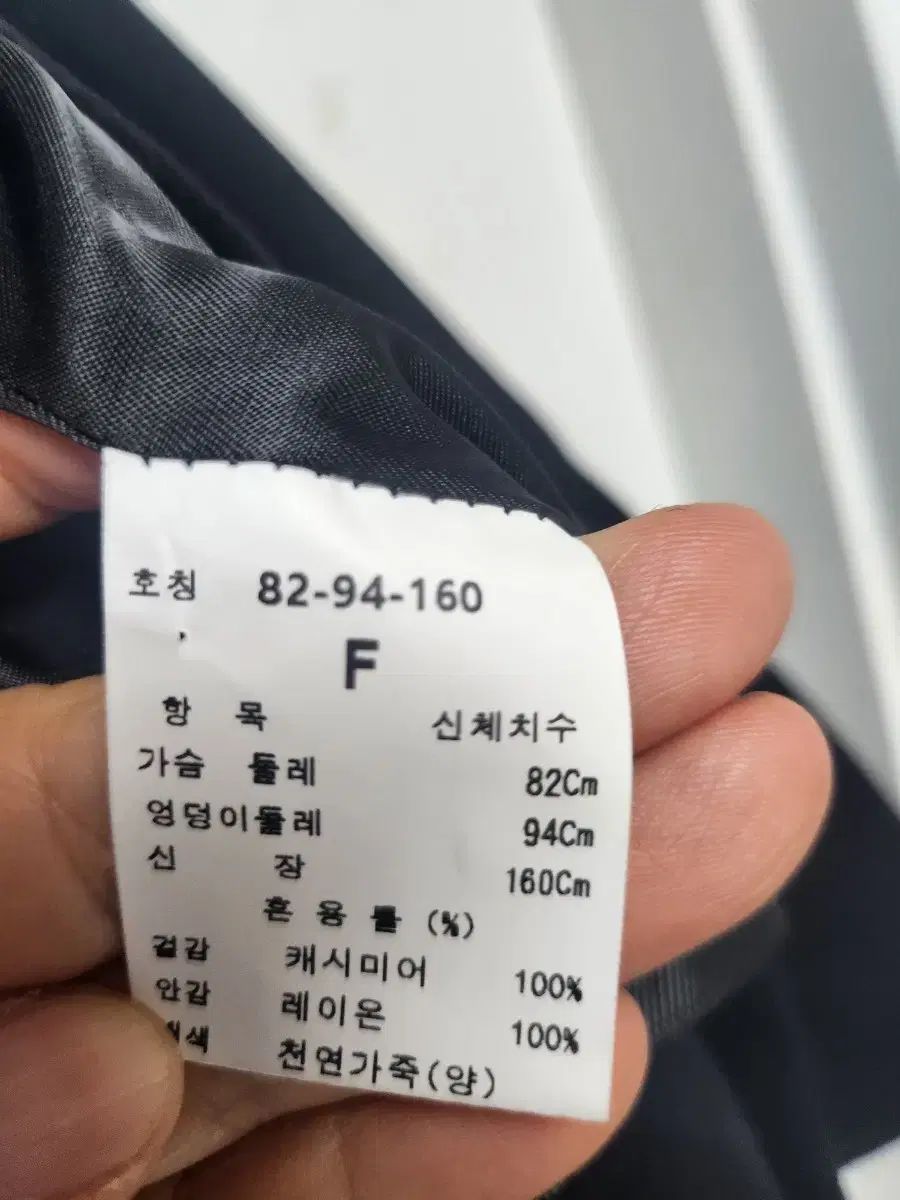 호칭 82-94-160
F
항 목 신체치수
가슴 둘레 82Cm
엉덩이둘레 94Cm
신 장 160Cm
혼 용 률 (%)
겉감 캐시미어 100%
안감 레이온 100%
배색 천연가죽(양)